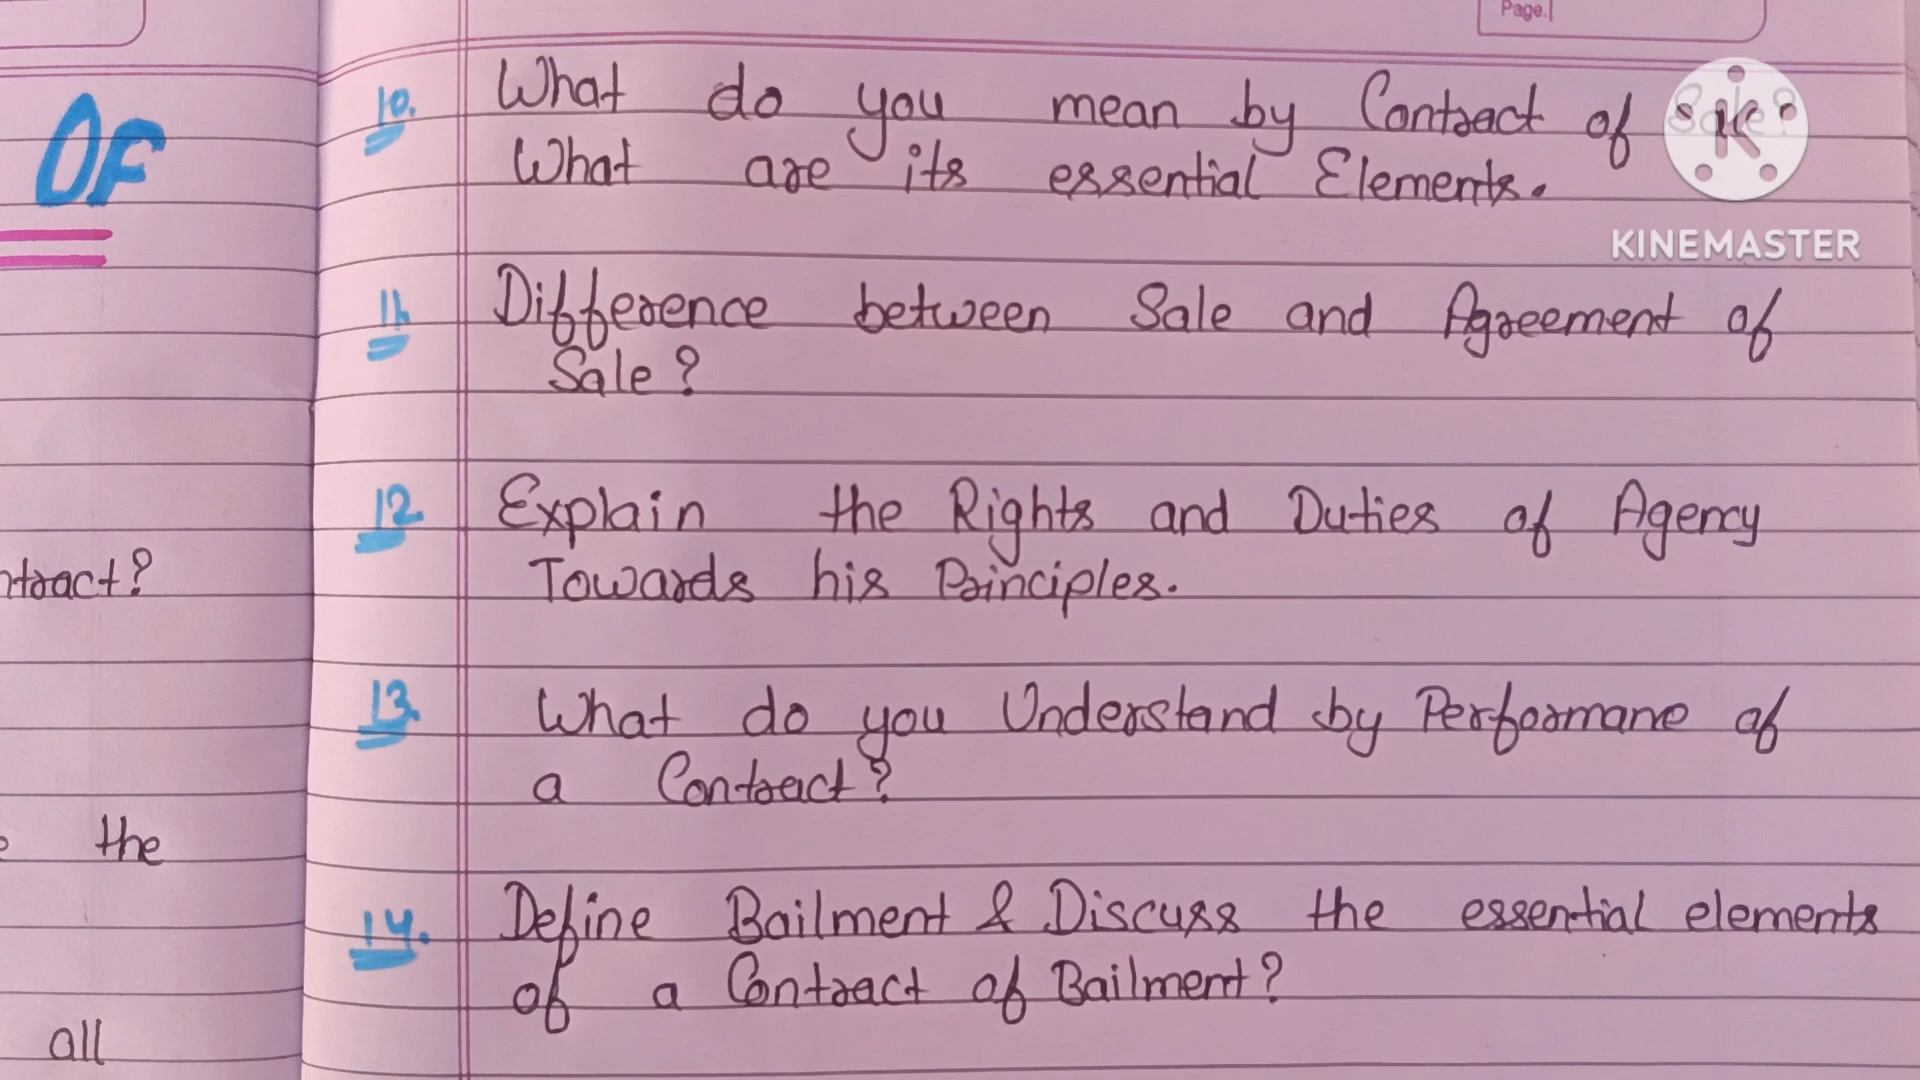 Page.
OF
10. What do you mean by Contract of Sale?
What are its essential Elements.
KINEMASTER
11. Difference between Sale and Agreement of
Sale?
12. Explain the Rights and Duties of Agency
Towards his Principles.
ntract?
13. What do you Understand by Performane of
a Contract?
the
14. Define Bailment & Discuss the essential elements
of a Contract of Bailment?
all